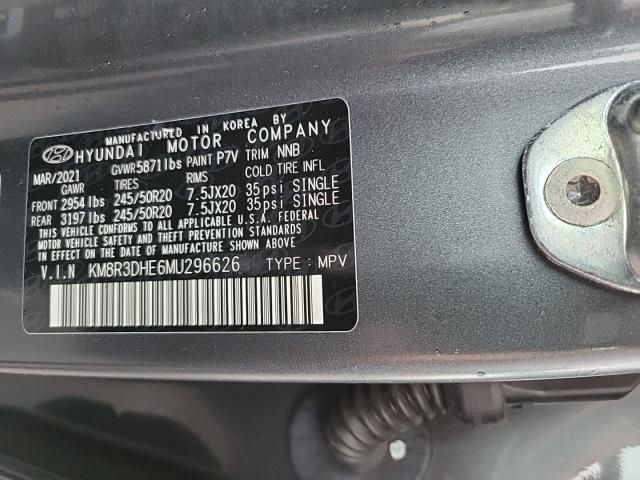 MANUFACTURED IN KOREA BY
HYUNDAI MOTOR COMPANY
MAR/2021 GVWR 5871 lbs PAINT P7V TRIM NNB
GAWR TIRES RIMS COLD TIRE INFL
FRONT 2954 lbs 245/50R20 7.5JX20 35 psi SINGLE
REAR 3197 lbs 245/50R20 7.5JX20 35 psi SINGLE
THIS VEHICLE CONFORMS TO ALL APPLICABLE U.S.A. FEDERAL
MOTOR VEHICLE SAFETY, BUMPER, AND THEFT PREVENTION STANDARDS
IN EFFECT ON THE DATE OF MANUFACTURE SHOWN ABOVE.
V.I.N KM8R3DHE6MU296626 TYPE : MPV